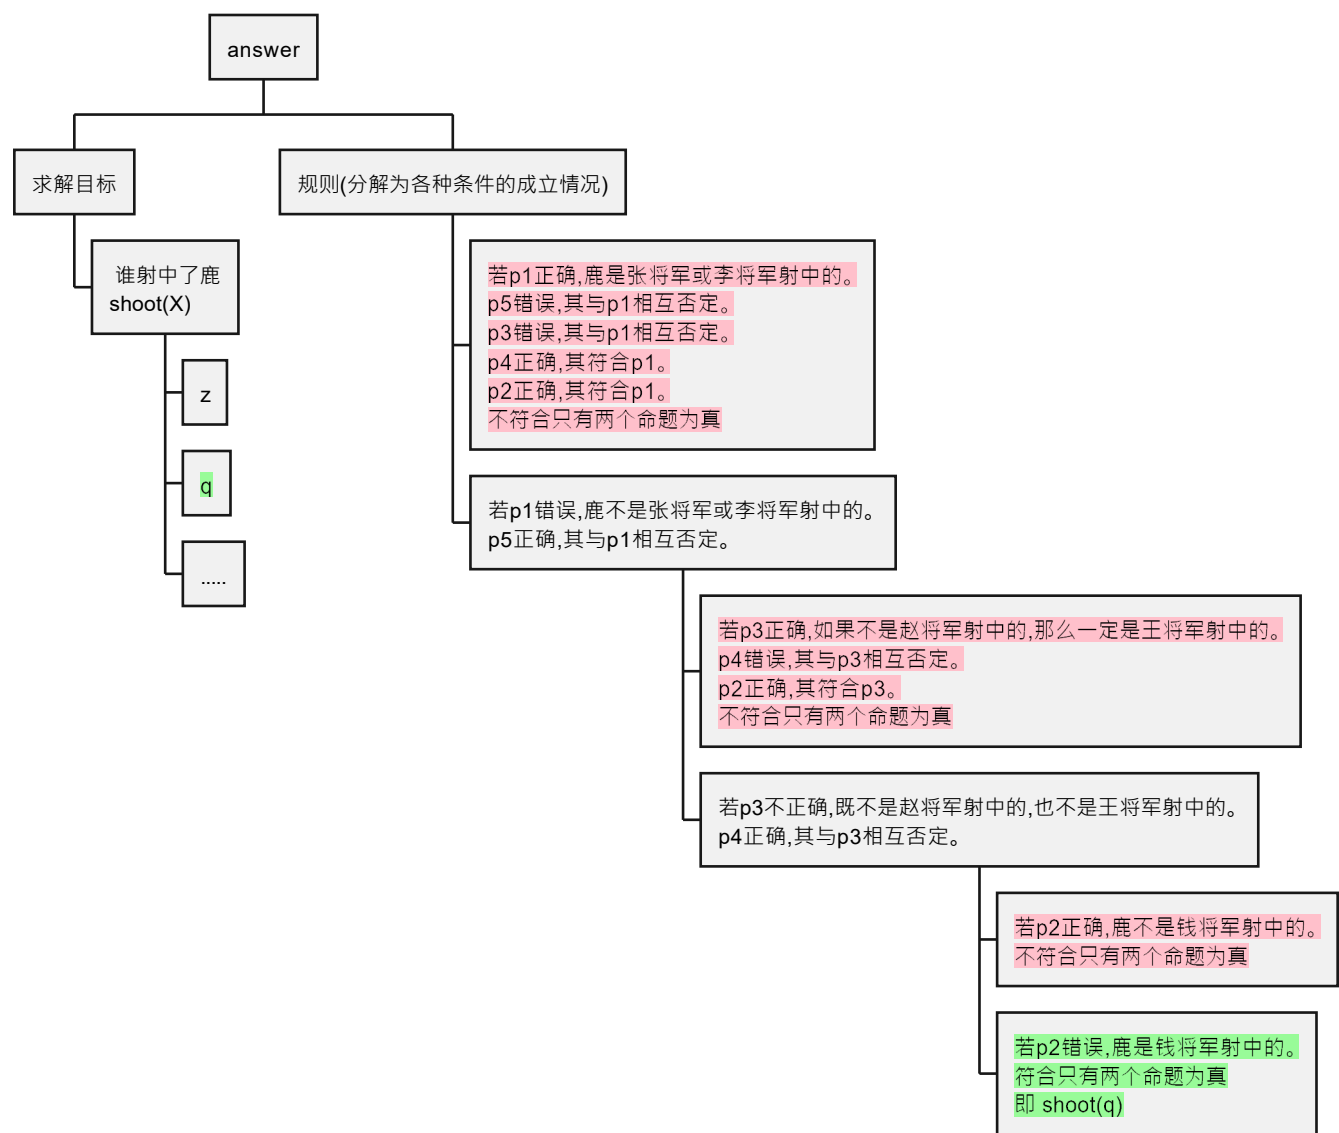 answer
求解目标
规则(分解为各种条件的成立情况)
谁射中了鹿
shoot(X)
z
q
.....
若p1正确,鹿是张将军或李将军射中的。
p5错误,其与p1相互否定。
p3错误,其与p1相互否定。
p4正确,其符合p1。
p2正确,其符合p1。
不符合只有两个命题为真
若p1错误,鹿不是张将军或李将军射中的。
p5正确,其与p1相互否定。
若p3正确,如果不是赵将军射中的,那么一定是王将军射中的。
p4错误,其与p3相互否定。
p2正确,其符合p3。
不符合只有两个命题为真
若p3不正确,既不是赵将军射中的,也不是王将军射中的。
p4正确,其与p3相互否定。
若p2正确,鹿不是钱将军射中的。
不符合只有两个命题为真
若p2错误,鹿是钱将军射中的。
符合只有两个命题为真
即 shoot(q)